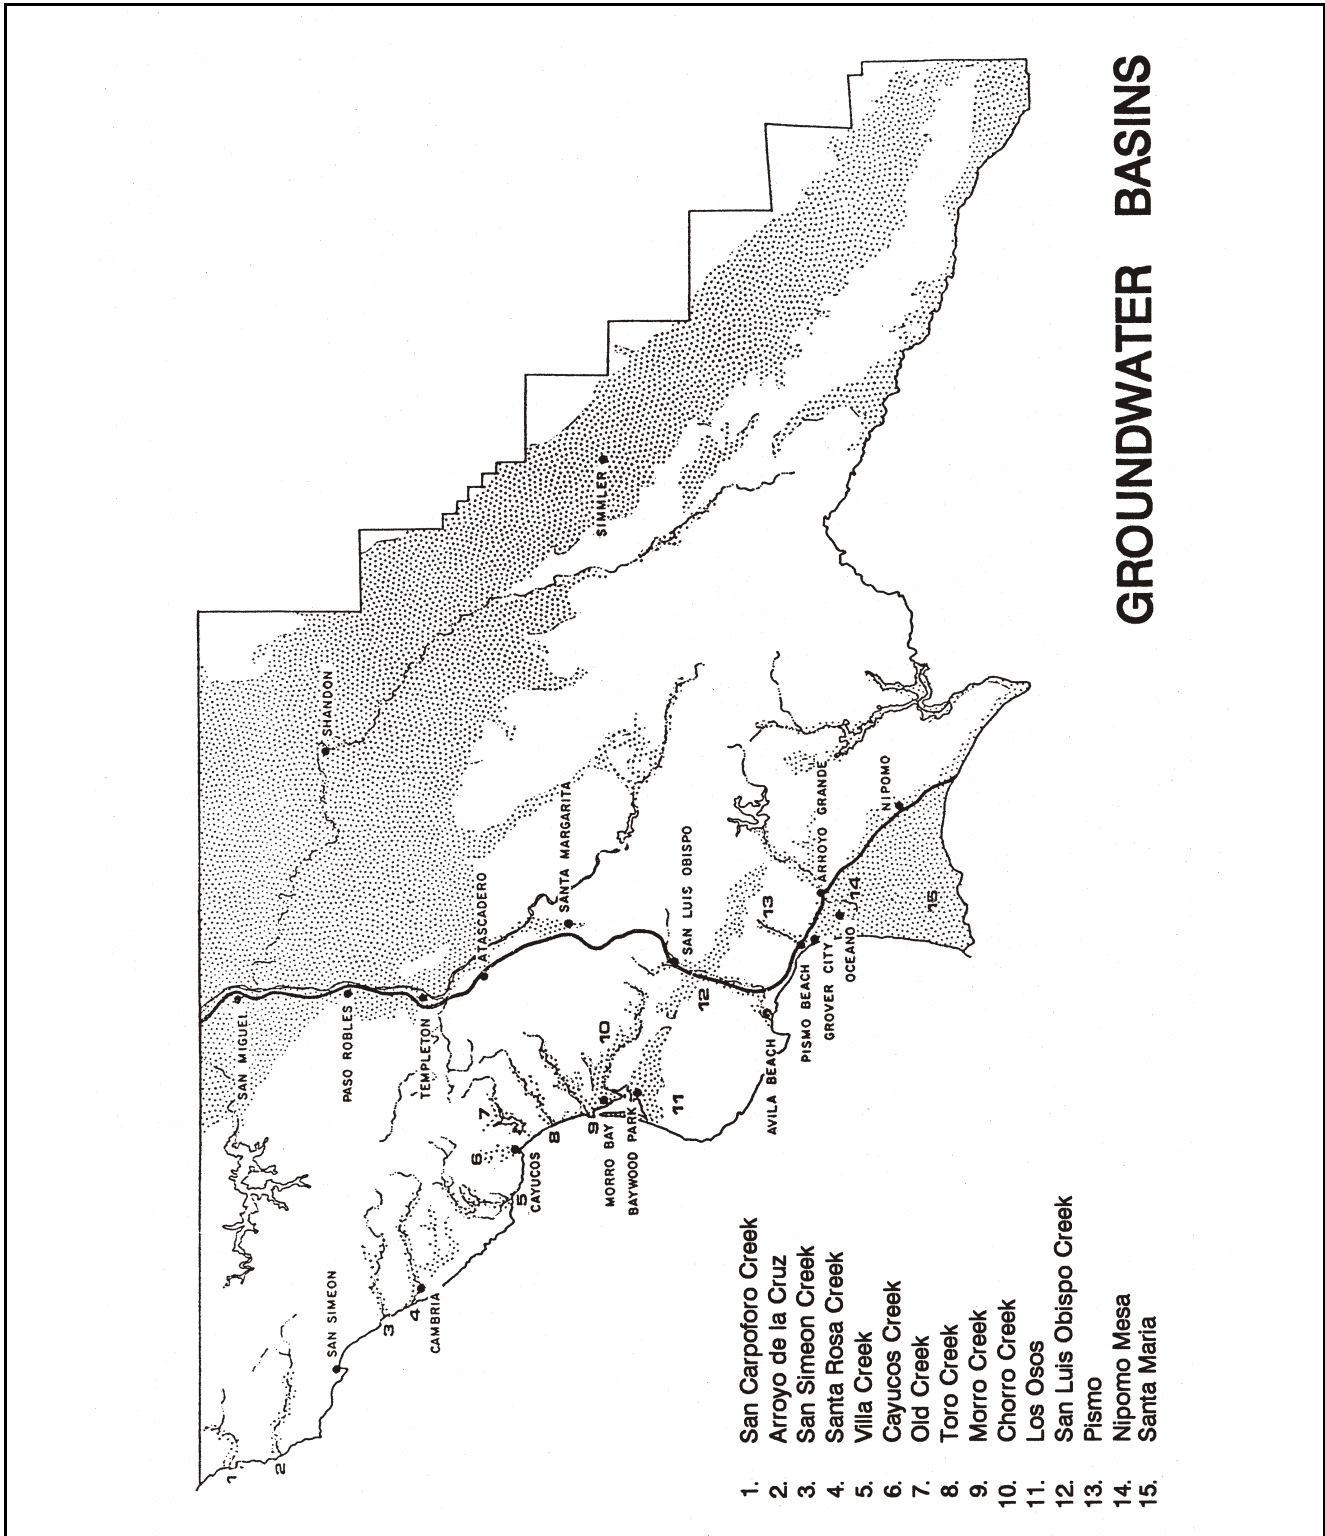 GROUNDWATER BASINS
SAN MIGUEL
SHANDON
PASO ROBLES
TEMPLETON
ATASCADERO
SANTA MARGARITA
SIMMLER
SAN LUIS OBISPO
SAN SIMEON
CAMBRIA
CAYUCOS
MORRO BAY
BAYWOOD PARK
AVILA BEACH
PISMO BEACH
GROVER CITY
OCEANO
ARROYO GRANDE
NIPOMO
1
2
3
4
5
6
7
8
9
10
11
12
13
14
15
1. San Carpoforo Creek
2. Arroyo de la Cruz
3. San Simeon Creek
4. Santa Rosa Creek
5. Villa Creek
6. Cayucos Creek
7. Old Creek
8. Toro Creek
9. Morro Creek
10. Chorro Creek
11. Los Osos
12. San Luis Obispo Creek
13. Pismo
14. Nipomo Mesa
15. Santa Maria